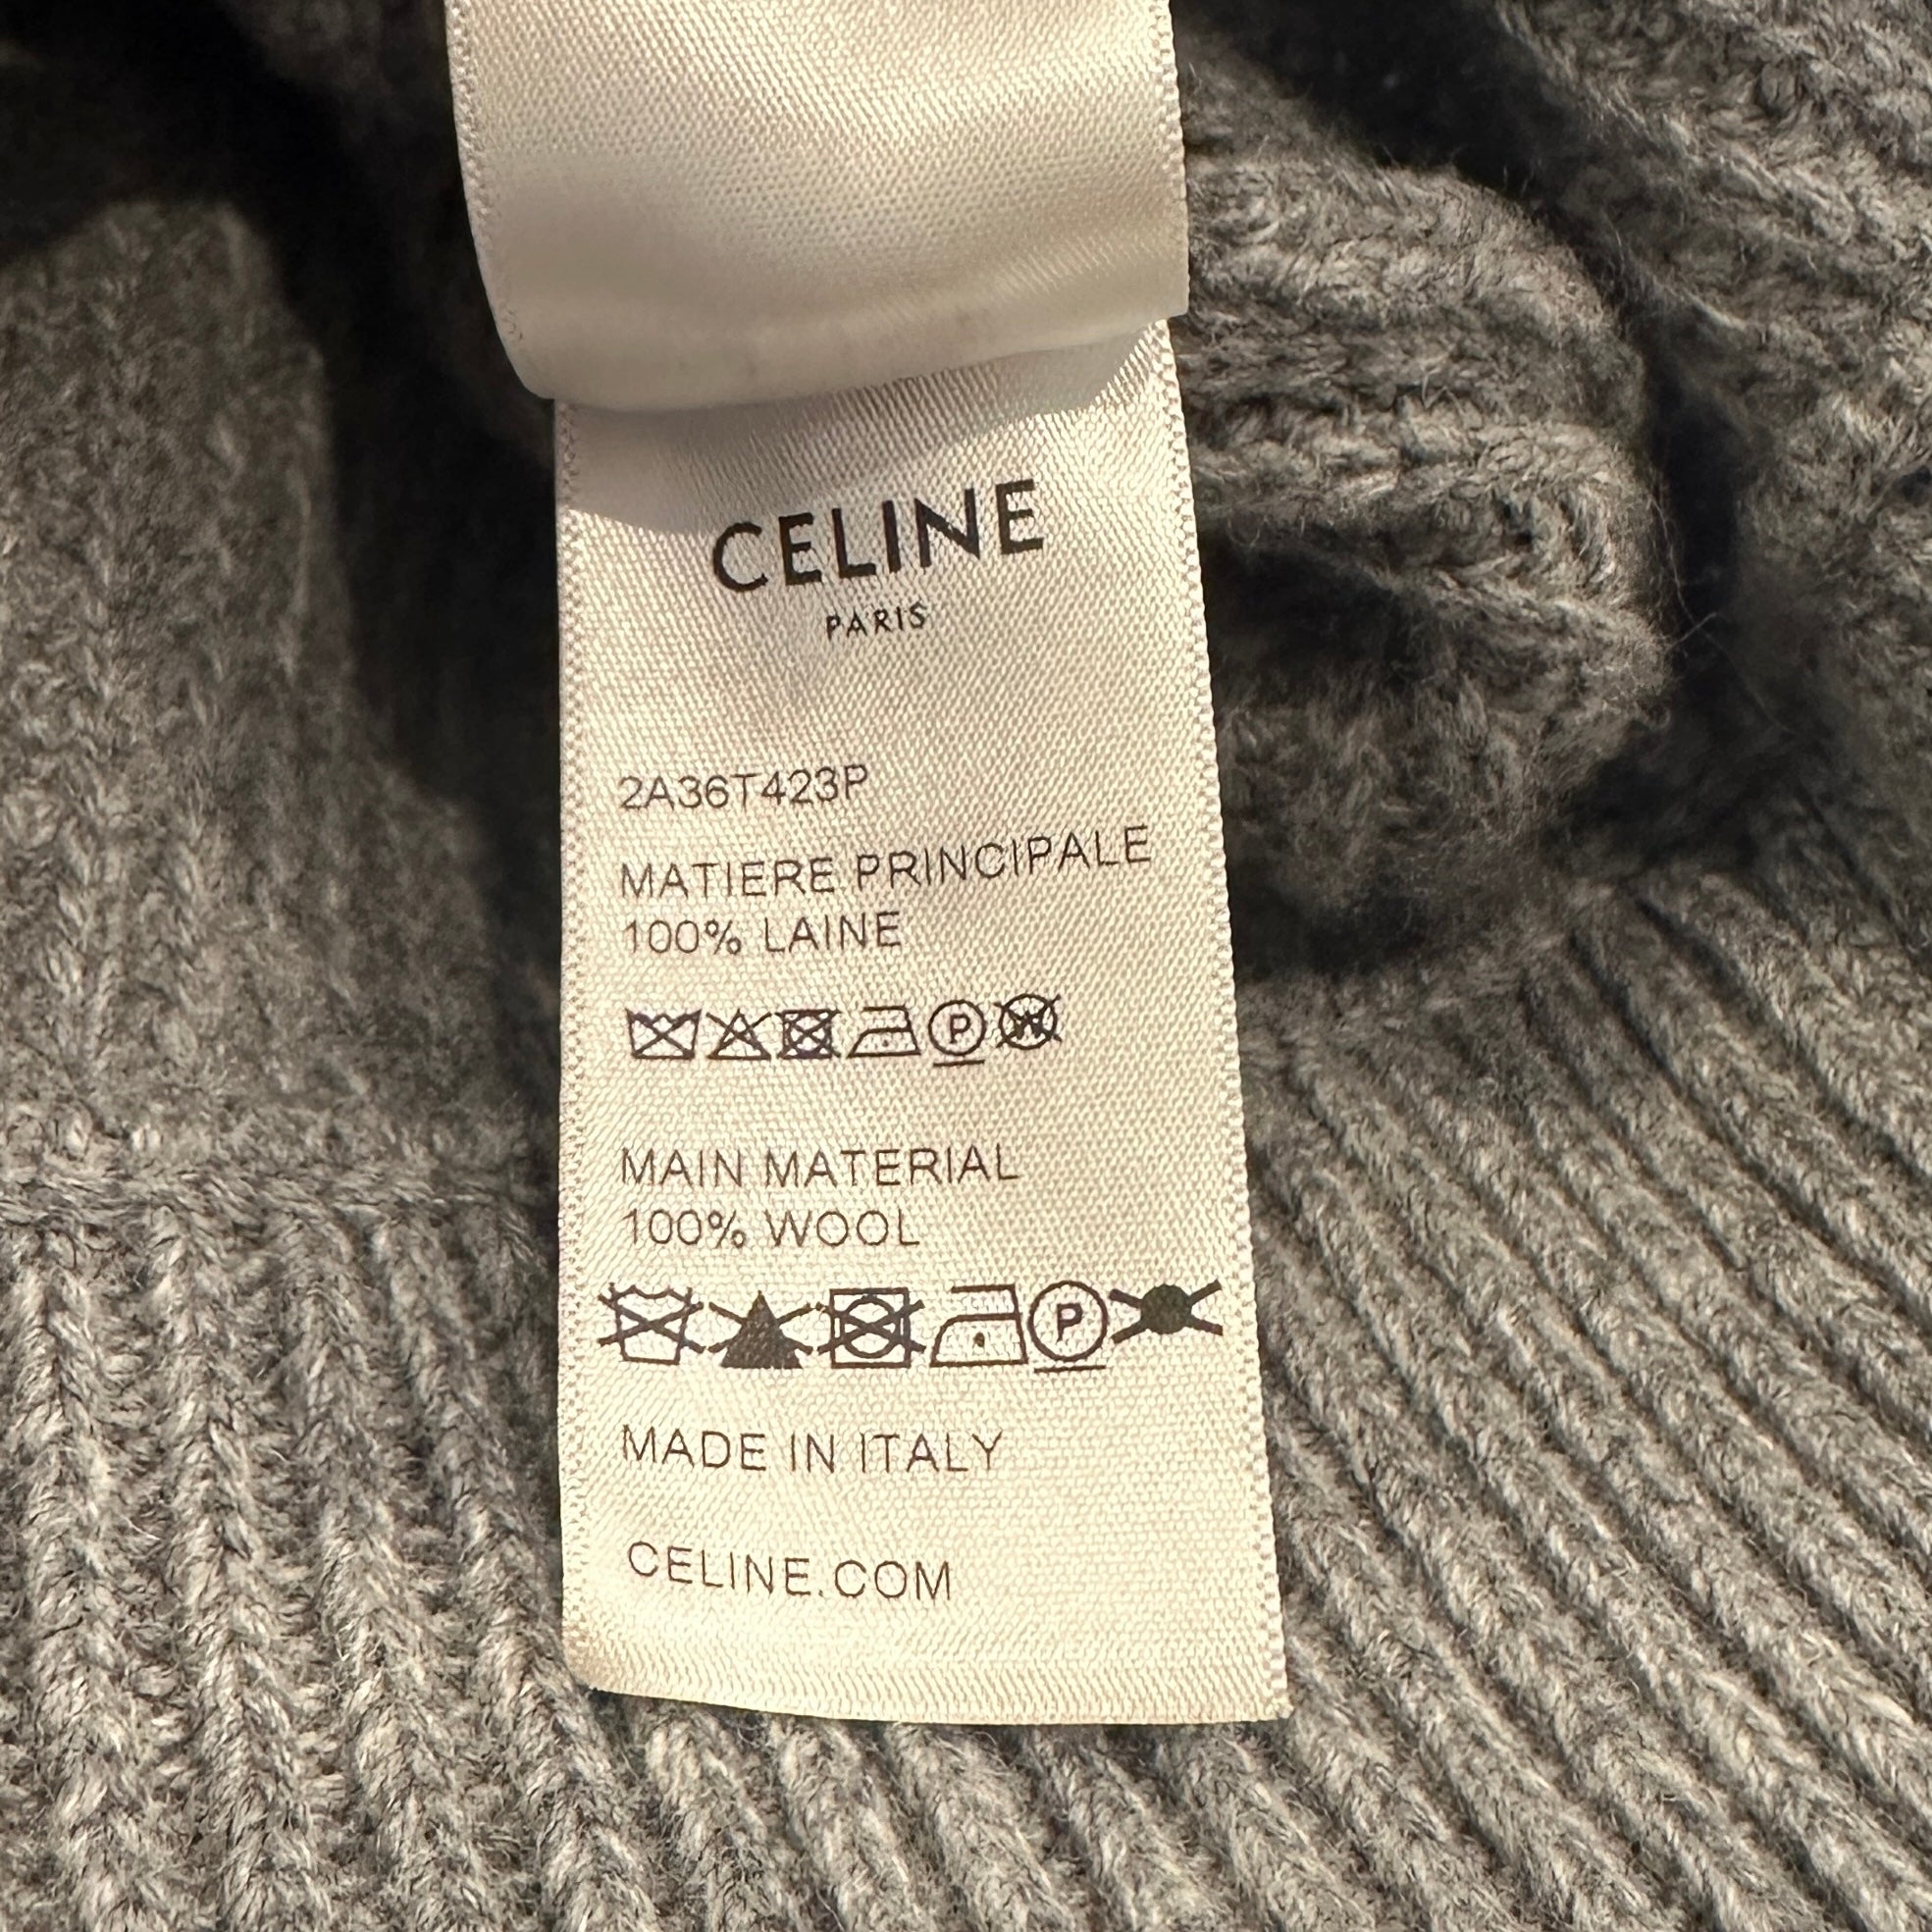 CELINE
PARIS
2A36T423P
MATIERE PRINCIPALE
100% LAINE
P W
MAIN MATERIAL
100% WOOL
P
MADE IN ITALY
CELINE.COM